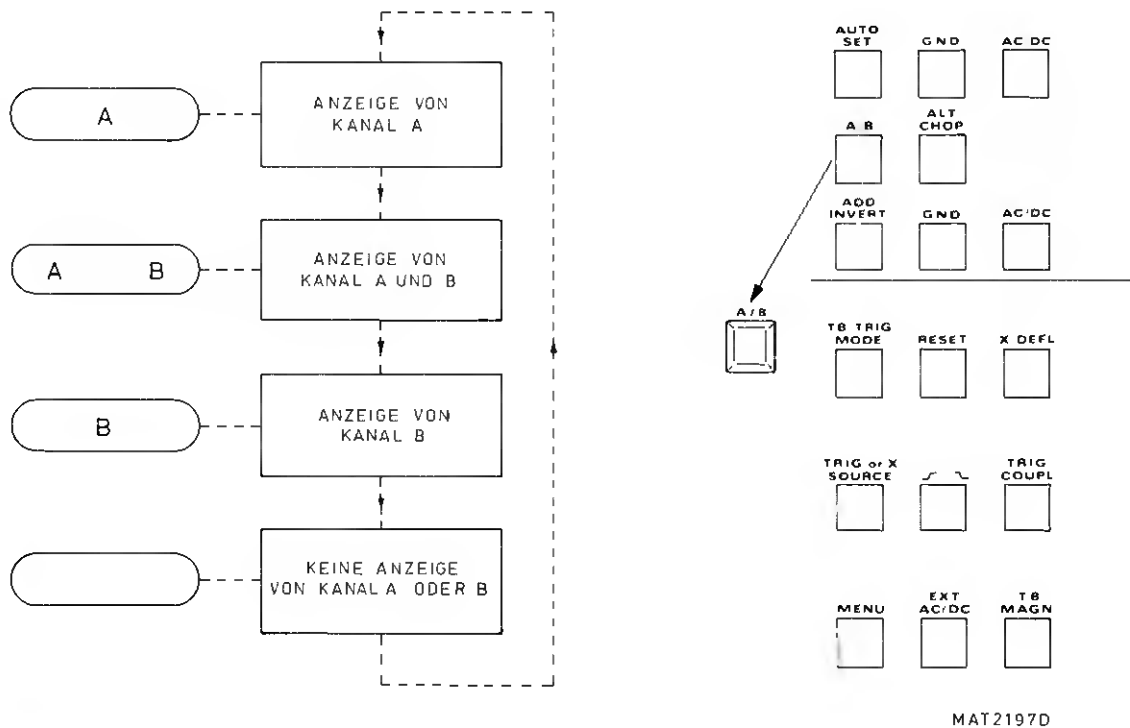 A
ANZEIGE VON
KANAL A
A B
ANZEIGE VON
KANAL A UND B
B
ANZEIGE VON
KANAL B
KEINE ANZEIGE
VON KANAL A ODER B
AUTO
SET
GND
AC DC
A B
ALT
CHOP
ADD
INVERT
GND
AC/DC
A/B
TB TRIG
MODE
RESET
X DEFL
TRIG or X
SOURCE
TRIG
COUPL
MENU
EXT
AC/DC
TB
MAGN
MAT2197D